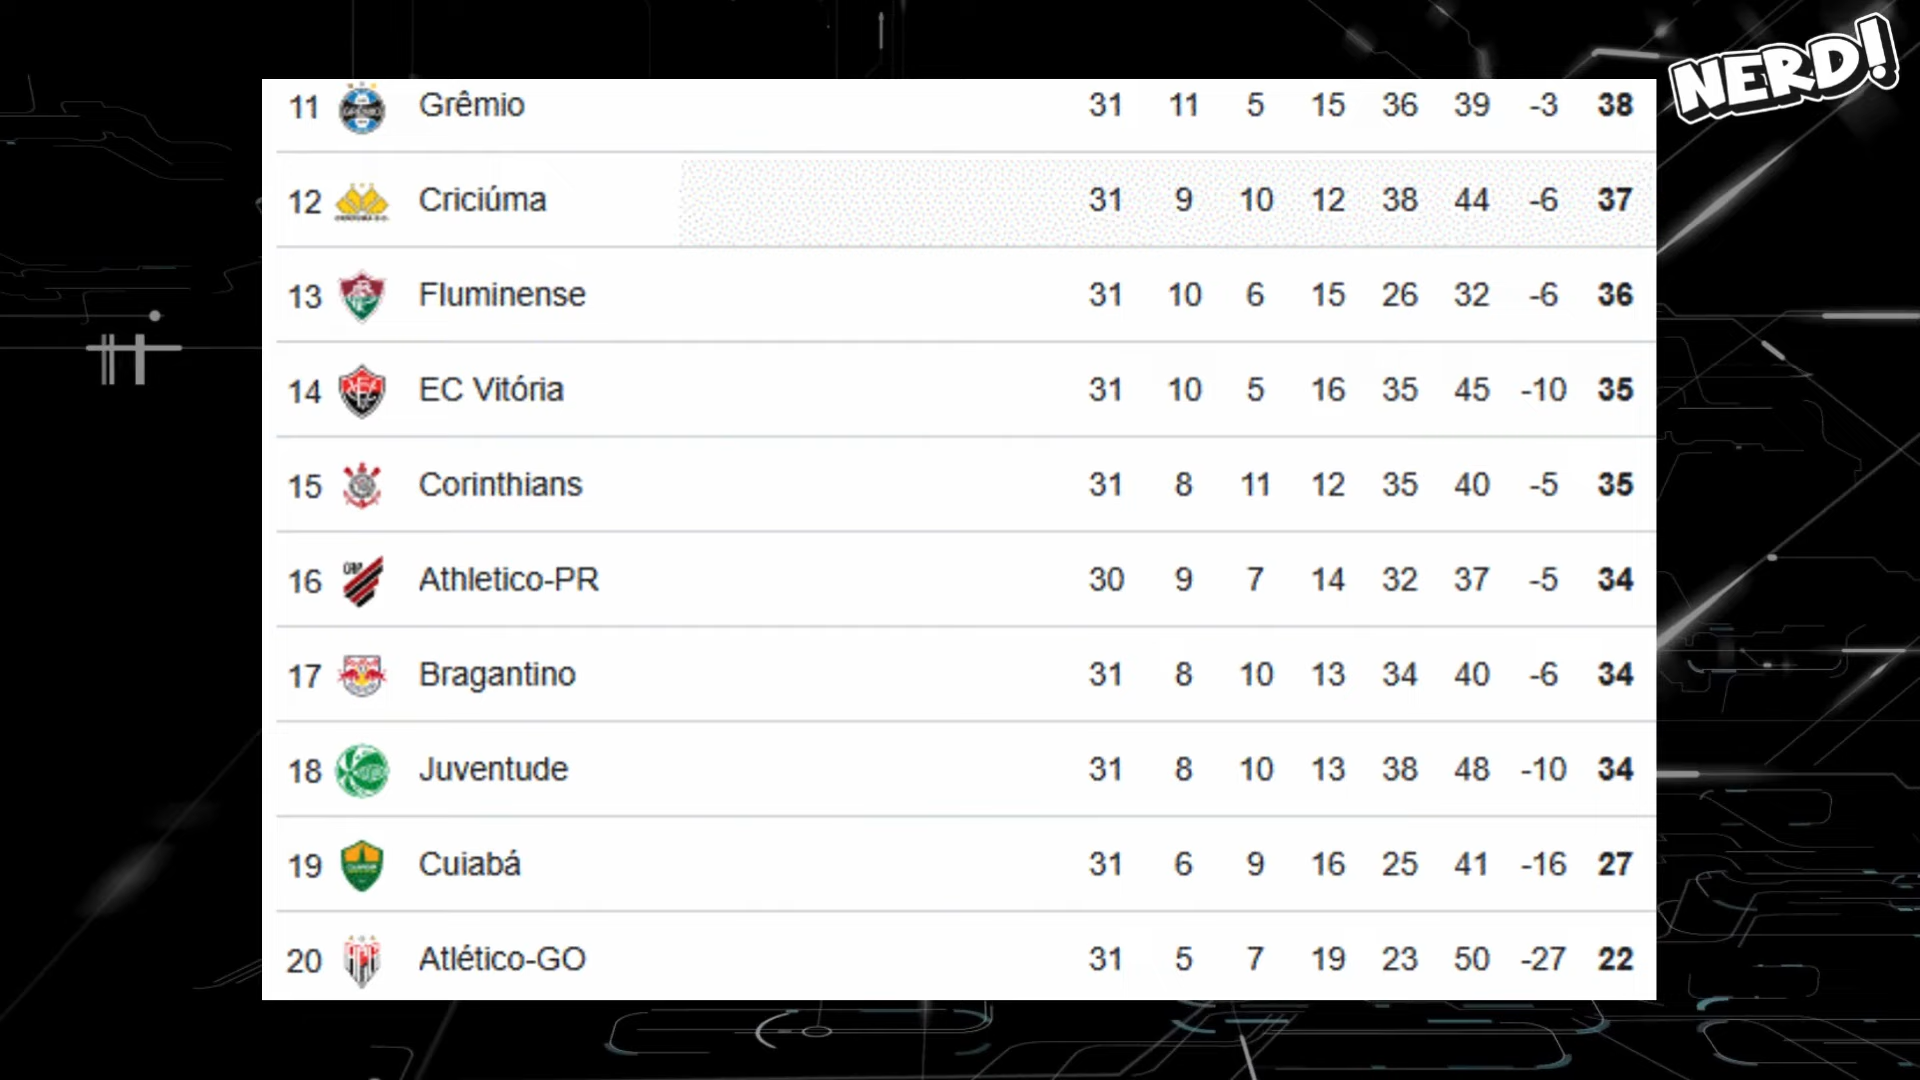 NERD!
11 Grêmio 31 11 5 15 36 39 -3 38
12 Criciúma 31 9 10 12 38 44 -6 37
13 Fluminense 31 10 6 15 26 32 -6 36
14 EC Vitória 31 10 5 16 35 45 -10 35
15 Corinthians 31 8 11 12 35 40 -5 35
16 Athletico-PR 30 9 7 14 32 37 -5 34
17 Bragantino 31 8 10 13 34 40 -6 34
18 Juventude 31 8 10 13 38 48 -10 34
19 Cuiabá 31 6 9 16 25 41 -16 27
20 Atlético-GO 31 5 7 19 23 50 -27 22